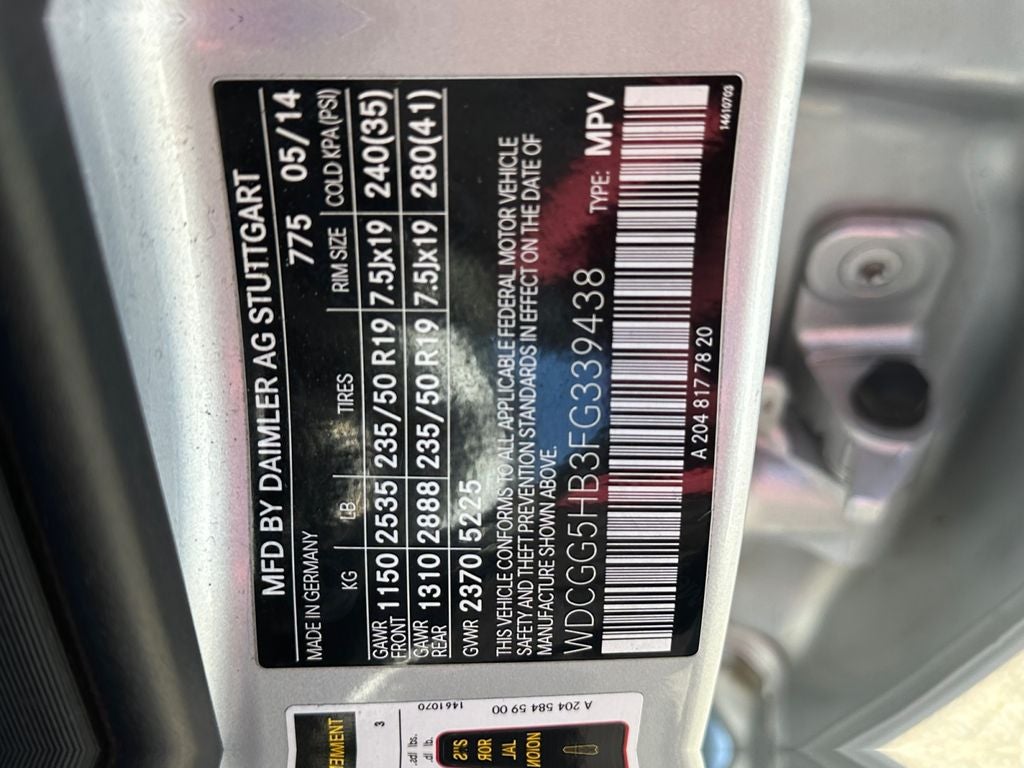 MFD BY DAIMLER AG STUTTGART
MADE IN GERMANY 775 05/14
KG LB TIRES RIM SIZE COLD KPA(PSI)
GAWR FRONT 1150 2535 235/50 R19 7.5Jx19 240(35)
GAWR REAR 1310 2888 235/50 R19 7.5Jx19 280(41)
GVWR 2370 5225
THIS VEHICLE CONFORMS TO ALL APPLICABLE FEDERAL MOTOR VEHICLE
SAFETY AND THEFT PREVENTION STANDARDS IN EFFECT ON THE DATE OF
MANUFACTURE SHOWN ABOVE.
WDCGG5HB3FG339438 TYPE: MPV
A 204 817 78 20
14610703
A 204 584 59 00
1461070
3